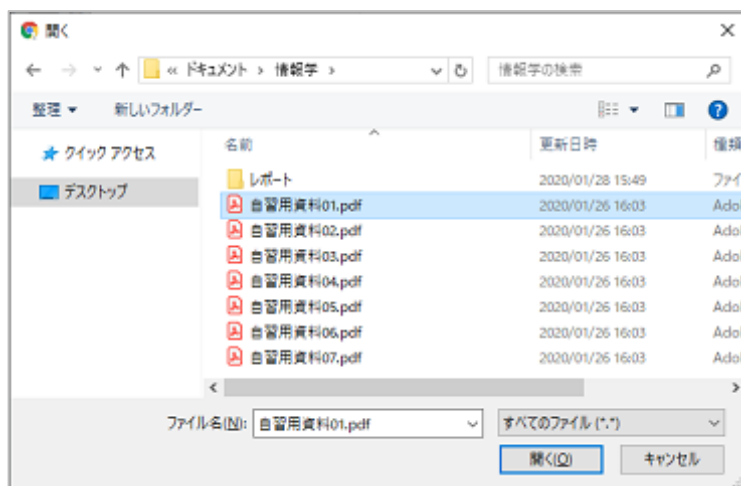 開く
« ドキュメント › 情報学 ›
情報学の検索
整理 新しいフォルダー
クイック アクセス
デスクトップ
名前 更新日時 種類
レポート 2020/01/28 15:49 ファイ
自習用資料01.pdf 2020/01/26 16:03 Ado
自習用資料02.pdf 2020/01/26 16:03 Ado
自習用資料03.pdf 2020/01/26 16:03 Ado
自習用資料04.pdf 2020/01/26 16:03 Ado
自習用資料05.pdf 2020/01/26 16:03 Ado
自習用資料06.pdf 2020/01/26 16:03 Ado
自習用資料07.pdf 2020/01/26 16:03 Ado
ファイル名(N): 自習用資料01.pdf すべてのファイル (*.*)
開く(O) キャンセル